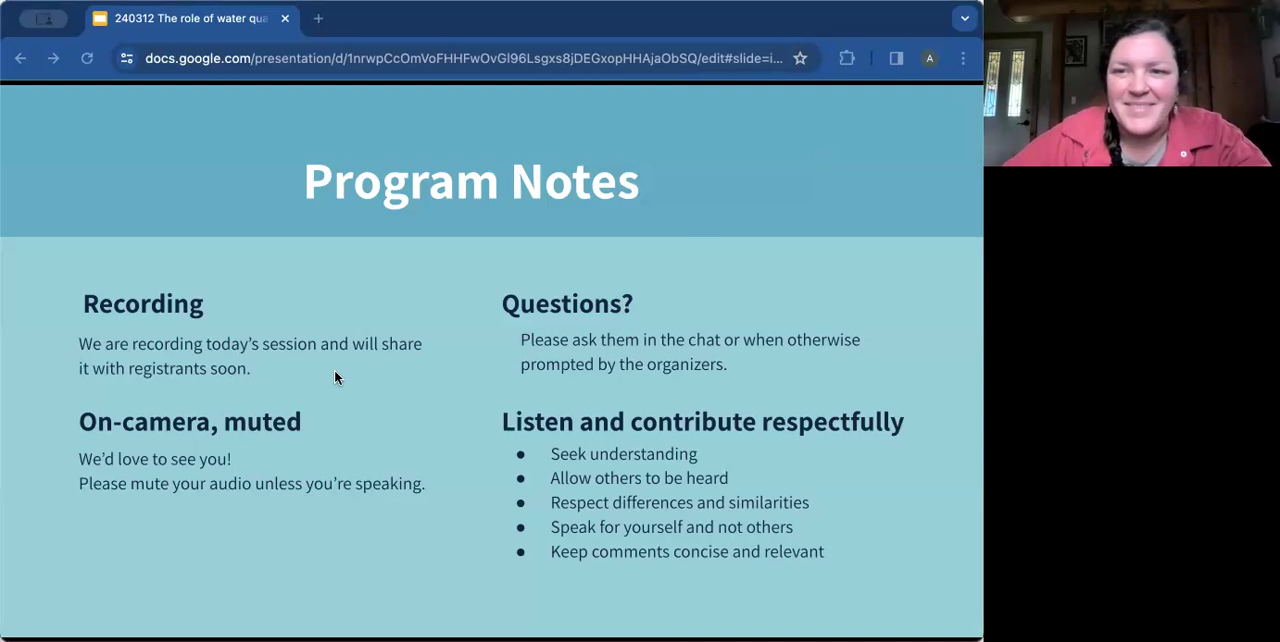 240312 The role of water qua
docs.google.com/presentation/d/1nrwpCcOmVoFHHFwOvGl96Lsgxs8jDEGxopHHAjaObSQ/edit#slide=i...
A
Program Notes
Recording
We are recording today's session and will share
it with registrants soon.
On-camera, muted
We'd love to see you!
Please mute your audio unless you're speaking.
Questions?
Please ask them in the chat or when otherwise
prompted by the organizers.
Listen and contribute respectfully
● Seek understanding
● Allow others to be heard
● Respect differences and similarities
● Speak for yourself and not others
● Keep comments concise and relevant